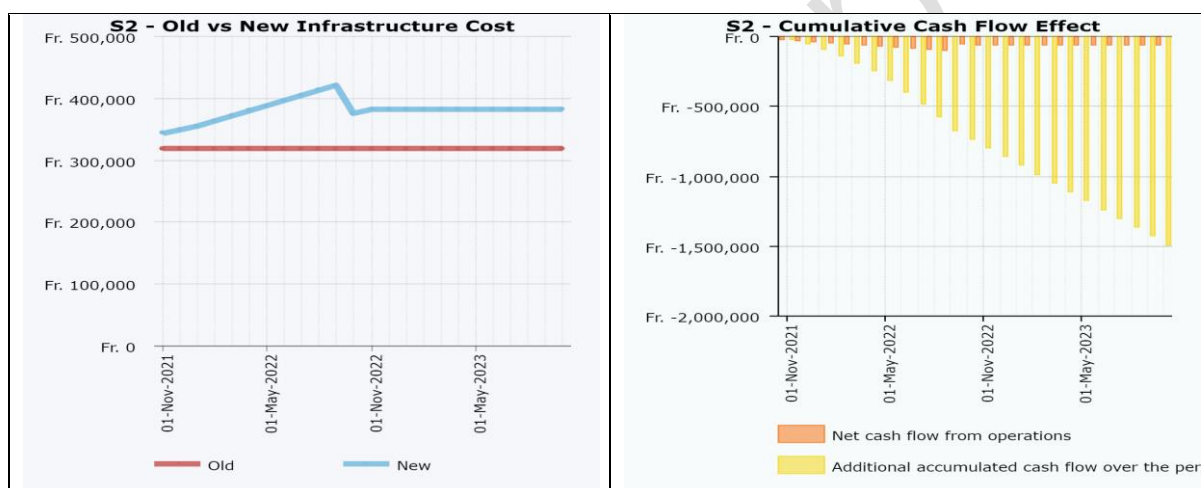 S2 - Old vs New Infrastructure Cost
Fr. 500,000
Fr. 400,000
Fr. 300,000
Fr. 200,000
Fr. 100,000
Fr. 0
01-Nov-2021
01-May-2022
01-Nov-2022
01-May-2023
Old
New
S2 - Cumulative Cash Flow Effect
Fr. 0
Fr. -500,000
Fr. -1,000,000
Fr. -1,500,000
Fr. -2,000,000
01-Nov-2021
01-May-2022
01-Nov-2022
01-May-2023
Net cash flow from operations
Additional accumulated cash flow over the per